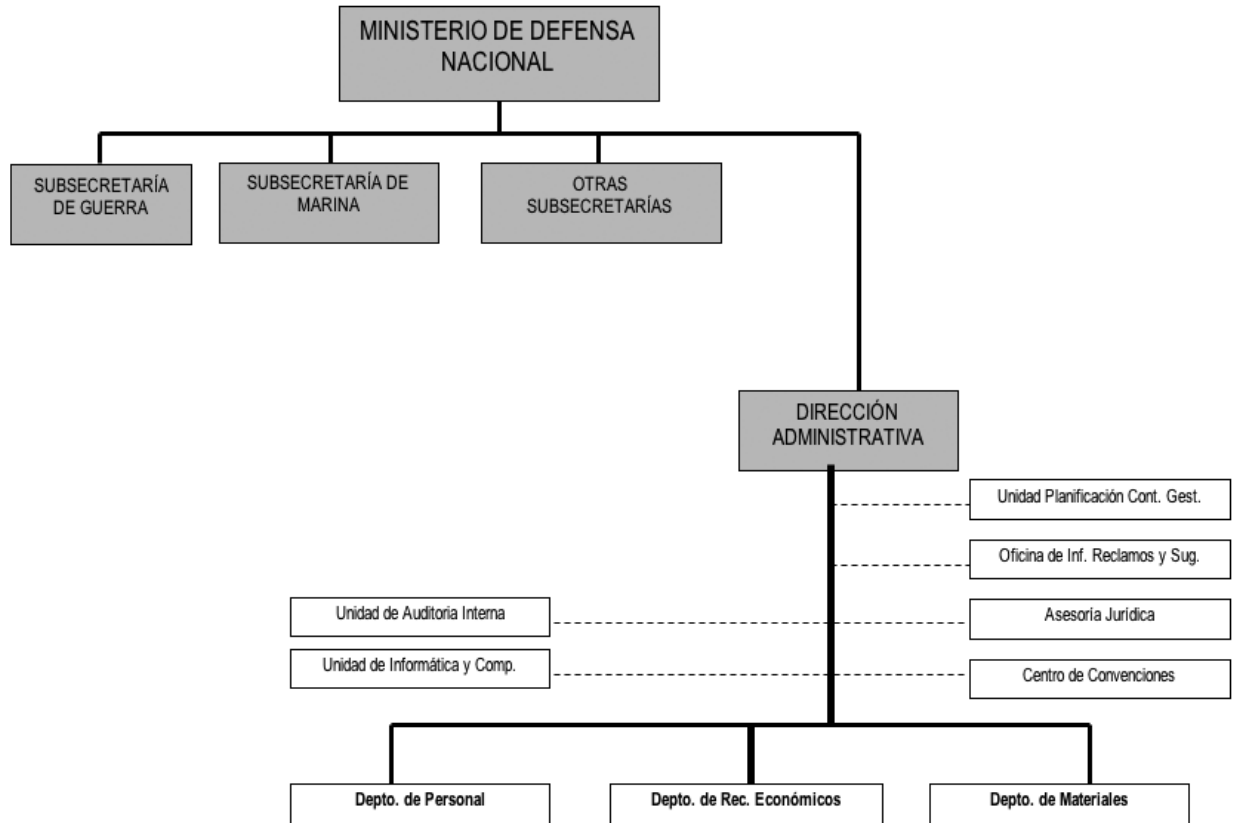 MINISTERIO DE DEFENSA
NACIONAL
SUBSECRETARÍA
DE GUERRA
SUBSECRETARÍA DE
MARINA
OTRAS
SUBSECRETARÍAS
DIRECCIÓN
ADMINISTRATIVA
Unidad Planificación Cont. Gest.
Oficina de Inf. Reclamos y Sug.
Unidad de Auditoria Interna
Asesoría Jurídica
Unidad de Informática y Comp.
Centro de Convenciones
Depto. de Personal
Depto. de Rec. Económicos
Depto. de Materiales